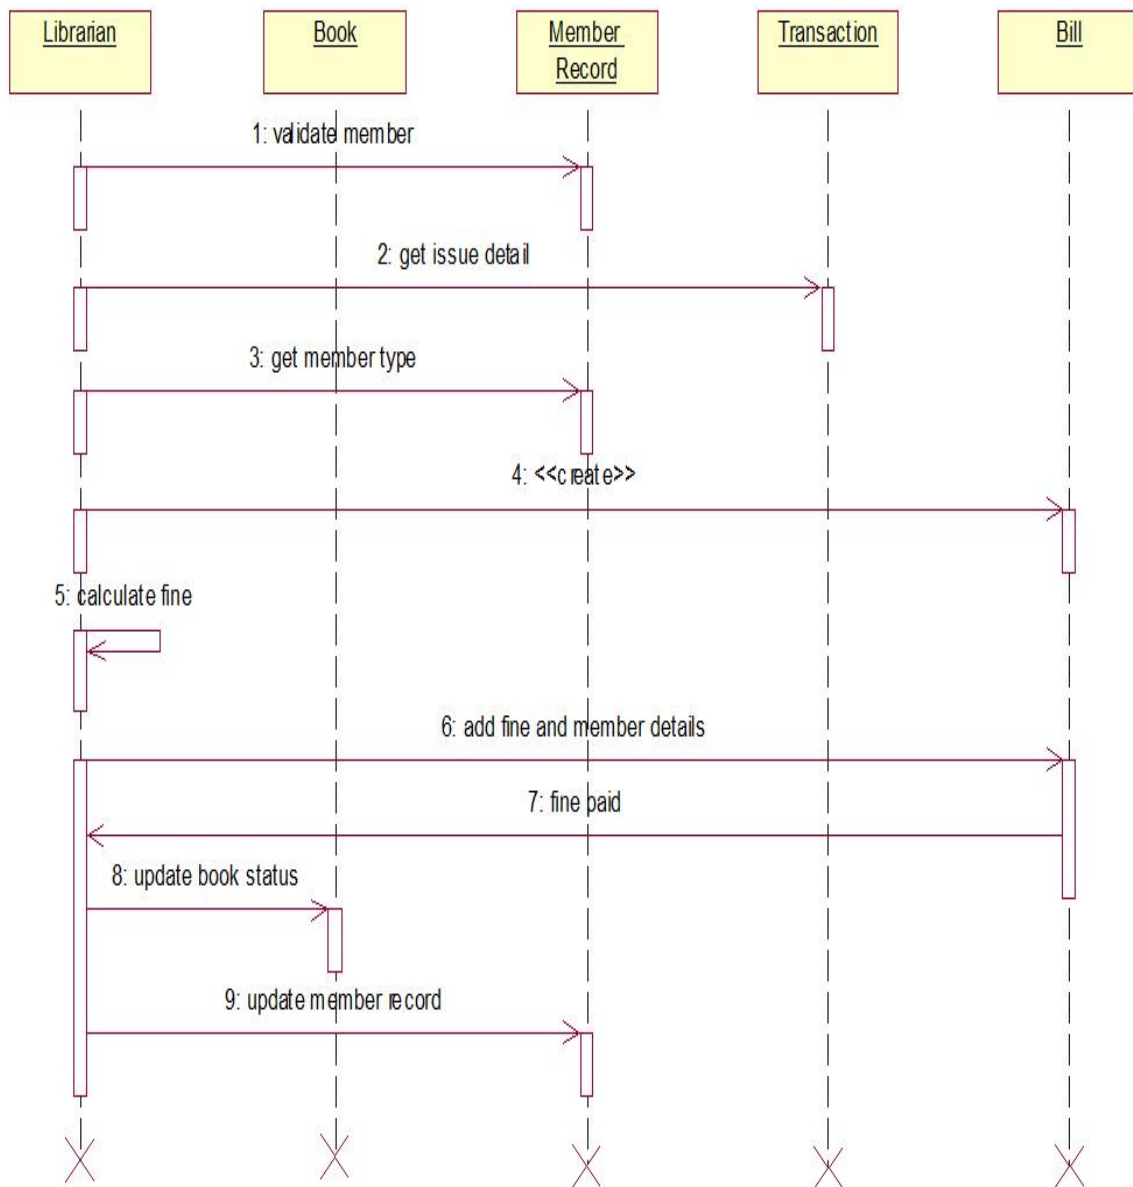 Librarian
Book
Member
Record
Transaction
Bill
1: validate member
2: get issue detail
3: get member type
4: <<create>>
5: calculate fine
6: add fine and member details
7: fine paid
8: update book status
9: update member record